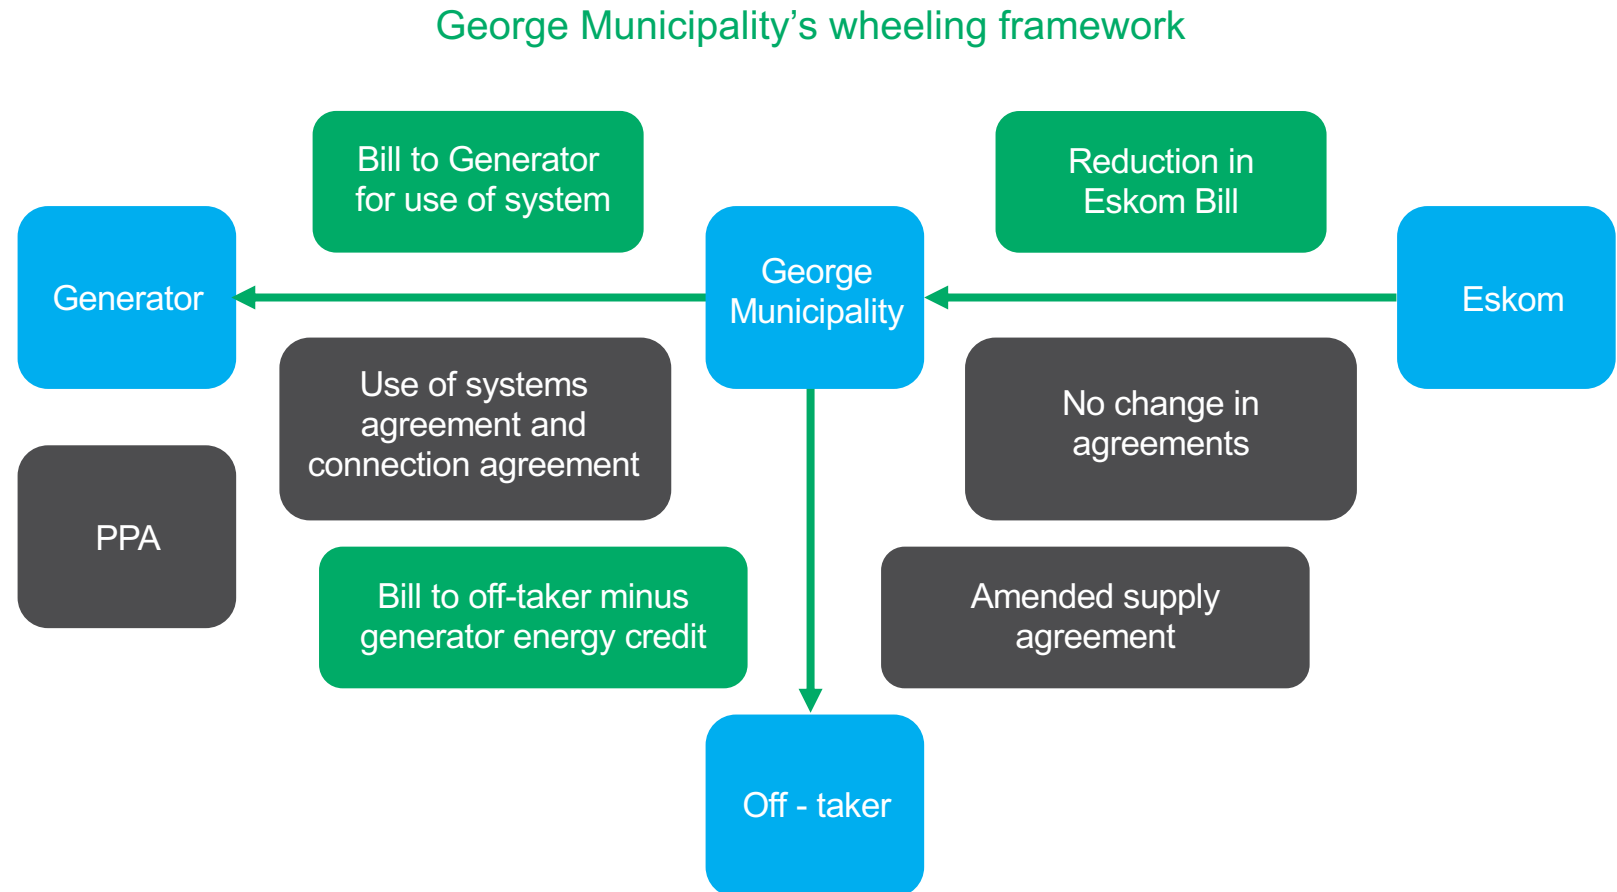 George Municipality's wheeling framework
Bill to Generator
for use of system
Reduction in
Eskom Bill
Generator
George
Municipality
Eskom
Use of systems
agreement and
connection agreement
No change in
agreements
PPA
Bill to off-taker minus
generator energy credit
Amended supply
agreement
Off - taker